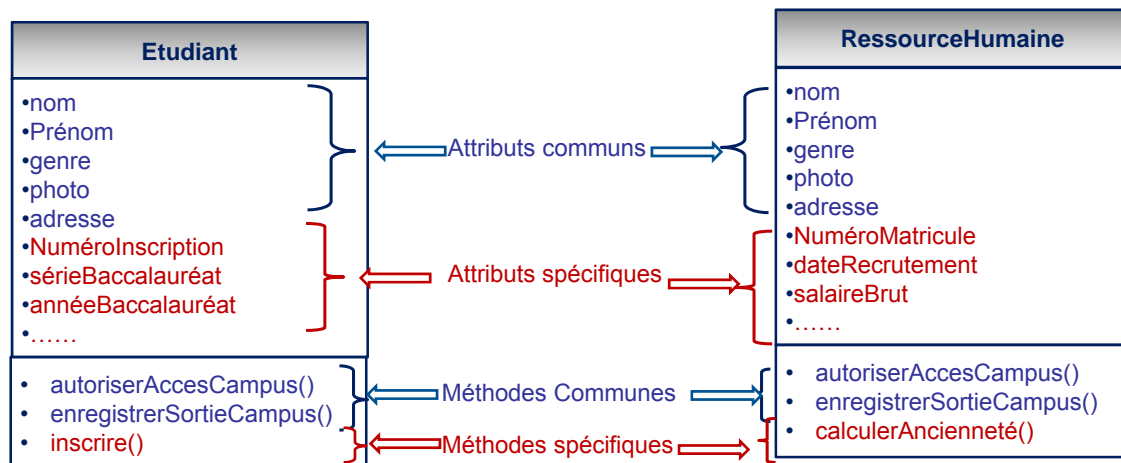 Etudiant
•nom
•Prénom
•genre
•photo
•adresse
•NuméroInscription
•sérieBaccalauréat
•annéeBaccalauréat
•……
• autoriserAccesCampus()
• enregistrerSortieCampus()
• inscrire()
Attributs communs
Attributs spécifiques
Méthodes Communes
Méthodes spécifiques
RessourceHumaine
•nom
•Prénom
•genre
•photo
•adresse
•NuméroMatricule
•dateRecrutement
•salaireBrut
•……
• autoriserAccesCampus()
• enregistrerSortieCampus()
• calculerAncienneté()